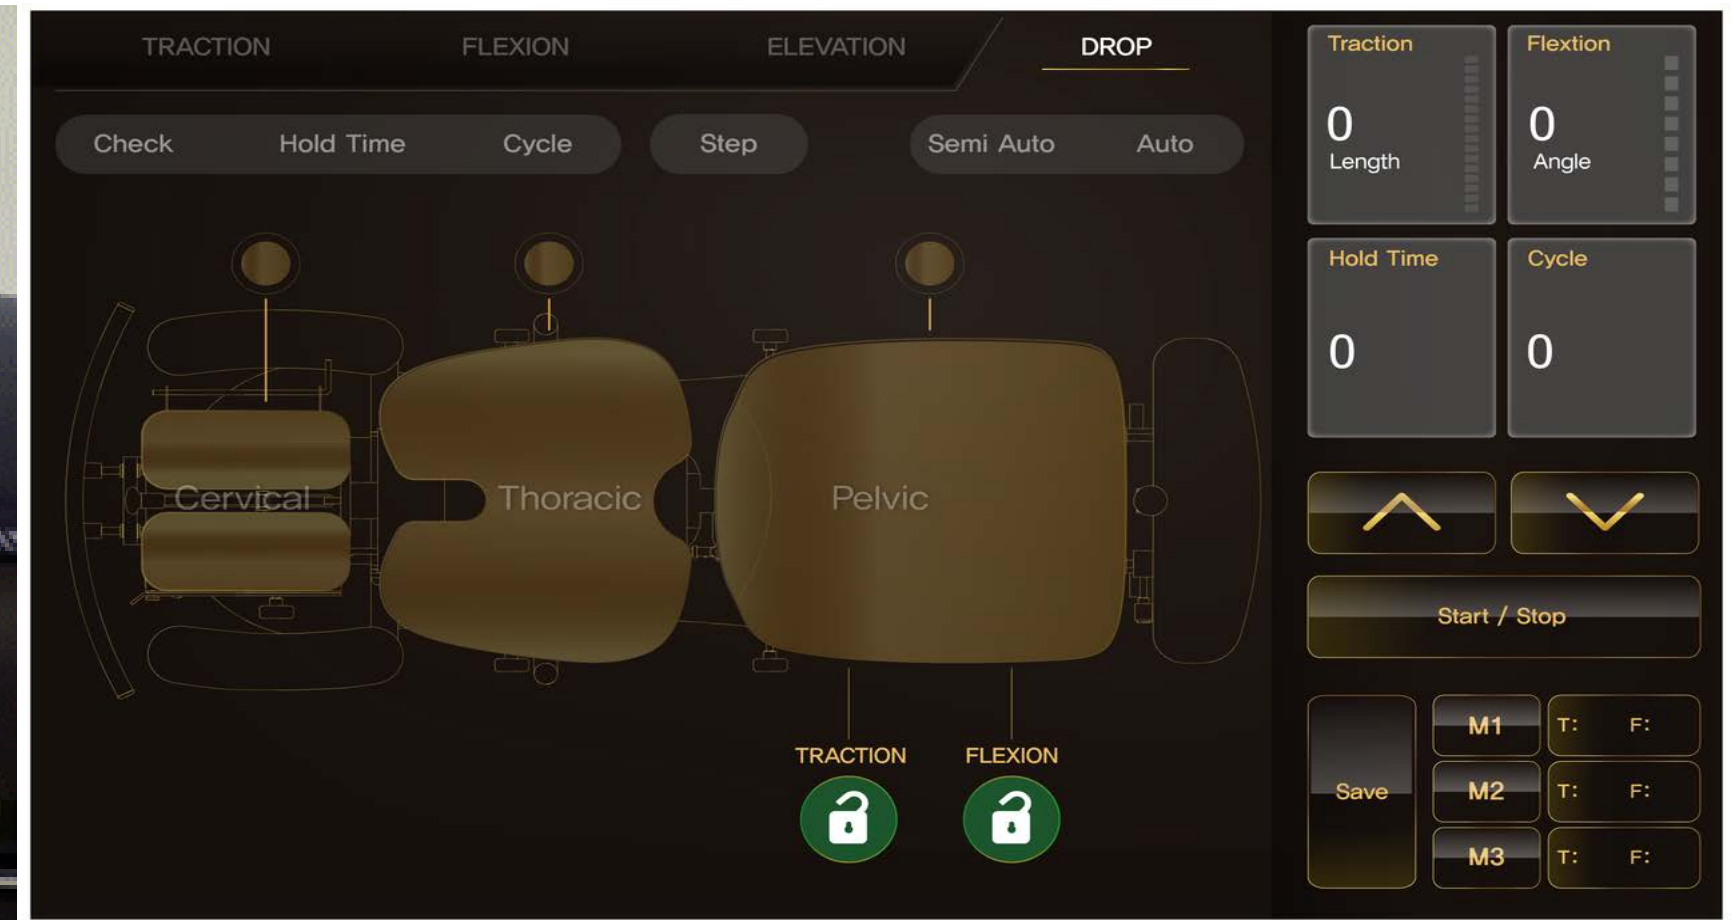 TRACTION FLEXION ELEVATION DROP
Check Hold Time Cycle Step Semi Auto Auto
Cervical Thoracic Pelvic
TRACTION FLEXION
Traction Flextion
0 0
Length Angle
Hold Time Cycle
0 0
Start / Stop
Save
M1 T: F:
M2 T: F:
M3 T: F: